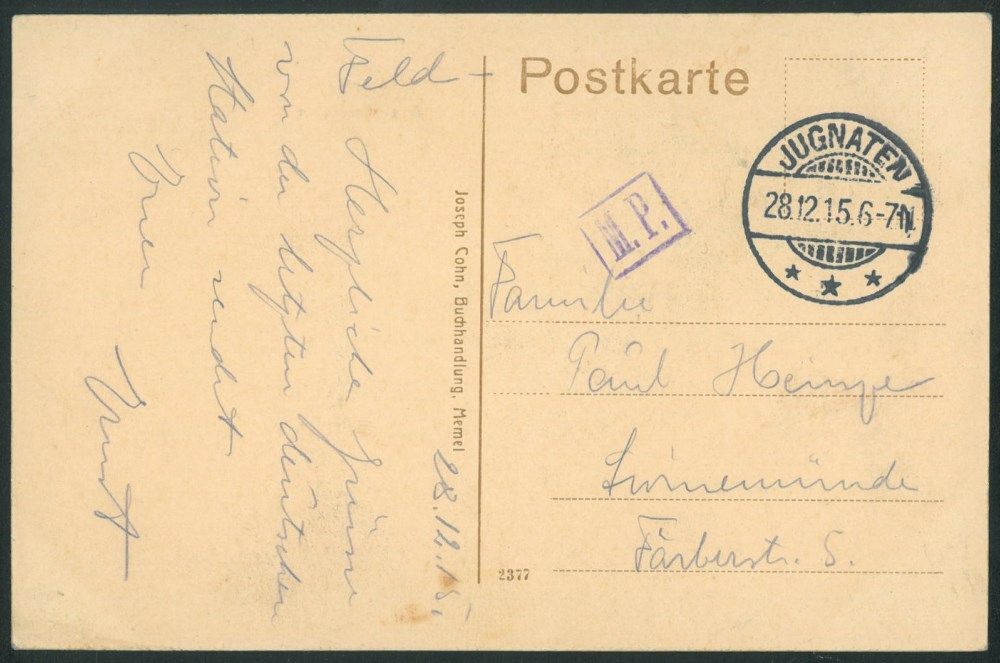 Feld-
Postkarte
28.12.15.
Herzliche Grüsse
von der letzten deutschen
Station sendet
Ernst
Joseph Cohn, Buchhandlung, Memel
2377
M.P.
JUGNATEN
28.12.15.6-7N.
Familie
Paul Heinze
Swinemünde
Färberstr. 5.